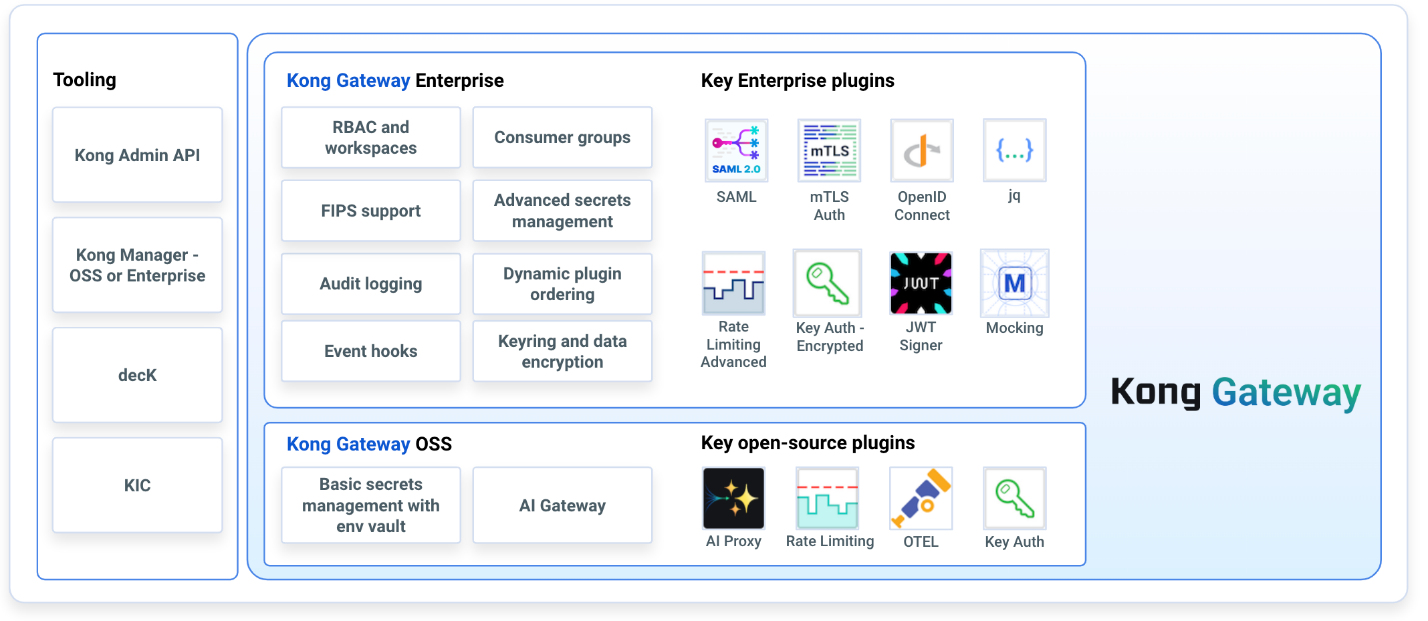 Tooling
Kong Admin API
Kong Manager -
OSS or Enterprise
decK
KIC
Kong Gateway Enterprise
RBAC and
workspaces
Consumer groups
FIPS support
Advanced secrets
management
Audit logging
Dynamic plugin
ordering
Event hooks
Keyring and data
encryption
Key Enterprise plugins
SAML 2.0
SAML
mTLS
mTLS
Auth
OpenID
Connect
{...}
jq
Rate
Limiting
Advanced
Key Auth -
Encrypted
JWT
JWT
Signer
M
Mocking
Kong Gateway OSS
Basic secrets
management with
env vault
AI Gateway
Key open-source plugins
AI Proxy
Rate Limiting
OTEL
Key Auth
Kong Gateway